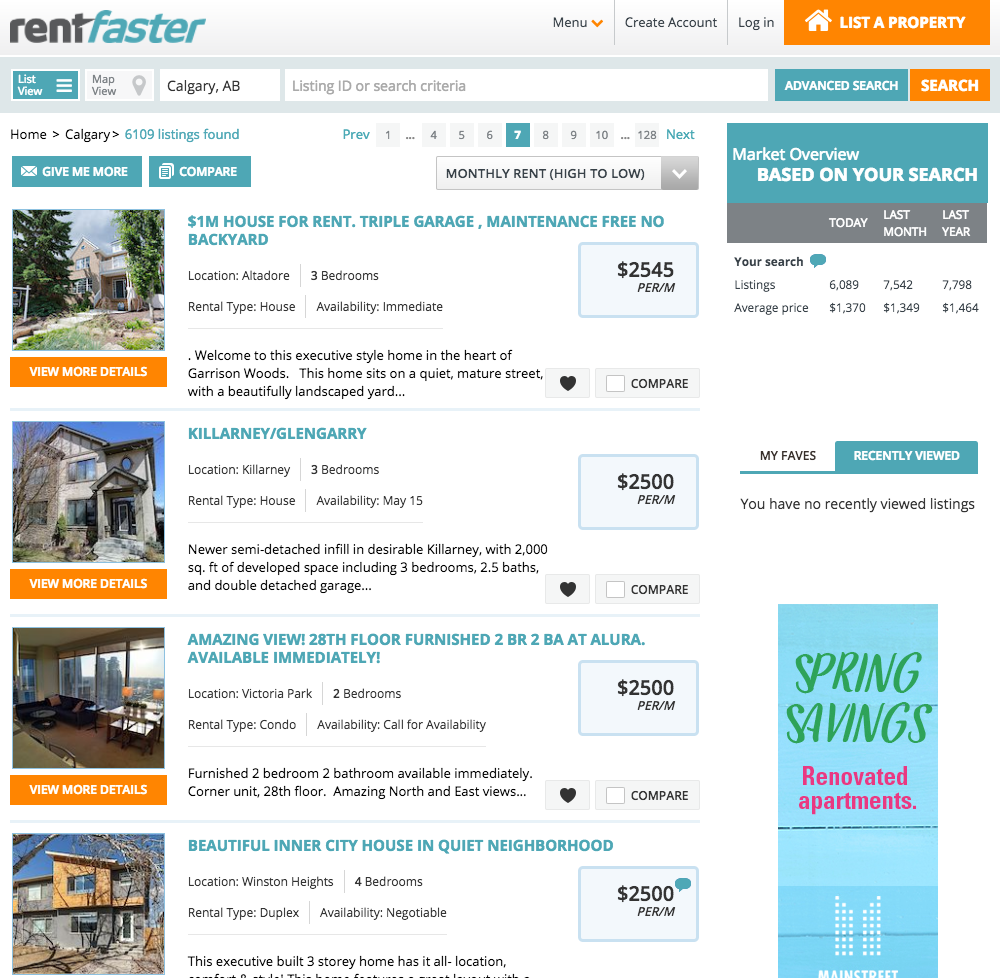 rentfaster
Menu
Create Account
Log in
LIST A PROPERTY
List
View
Map
View
Calgary, AB
Listing ID or search criteria
ADVANCED SEARCH
SEARCH
Home > Calgary> 6109 listings found
Prev 1 ... 4 5 6 7 8 9 10 ... 128 Next
GIVE ME MORE
COMPARE
MONTHLY RENT (HIGH TO LOW)
$1M HOUSE FOR RENT. TRIPLE GARAGE , MAINTENANCE FREE NO
BACKYARD
Location: Altadore 3 Bedrooms
Rental Type: House Availability: Immediate
$2545
PER/M
. Welcome to this executive style home in the heart of
Garrison Woods. This home sits on a quiet, mature street,
with a beautifully landscaped yard...
VIEW MORE DETAILS
COMPARE
KILLARNEY/GLENGARRY
Location: Killarney 3 Bedrooms
Rental Type: House Availability: May 15
$2500
PER/M
Newer semi-detached infill in desirable Killarney, with 2,000
sq. ft of developed space including 3 bedrooms, 2.5 baths,
and double detached garage...
VIEW MORE DETAILS
COMPARE
AMAZING VIEW! 28TH FLOOR FURNISHED 2 BR 2 BA AT ALURA.
AVAILABLE IMMEDIATELY!
Location: Victoria Park 2 Bedrooms
Rental Type: Condo Availability: Call for Availability
$2500
PER/M
Furnished 2 bedroom 2 bathroom available immediately.
Corner unit, 28th floor. Amazing North and East views...
VIEW MORE DETAILS
COMPARE
BEAUTIFUL INNER CITY HOUSE IN QUIET NEIGHBORHOOD
Location: Winston Heights 4 Bedrooms
Rental Type: Duplex Availability: Negotiable
$2500
PER/M
This executive built 3 storey home has it all- location,
comfort & style! This home features a great layout with a
Market Overview
BASED ON YOUR SEARCH
TODAY LAST MONTH LAST YEAR
Your search
Listings 6,089 7,542 7,798
Average price $1,370 $1,349 $1,464
MY FAVES
RECENTLY VIEWED
You have no recently viewed listings
SPRING
SAVINGS
Renovated
apartments.
MAINSTREET